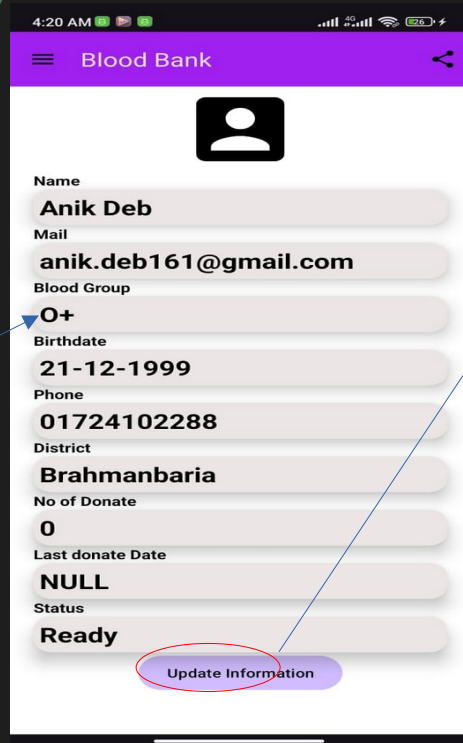 4:20 AM 4G 26
Blood Bank
Name
Anik Deb
Mail
anik.deb161@gmail.com
Blood Group
O+
Birthdate
21-12-1999
Phone
01724102288
District
Brahmanbaria
No of Donate
0
Last donate Date
NULL
Status
Ready
Update Information